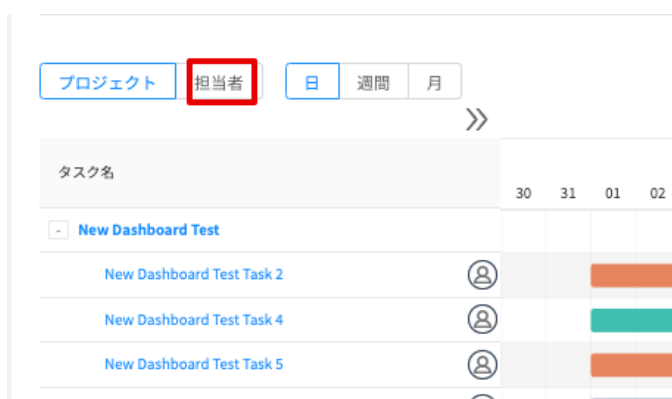 プロジェクト 担当者 日 週間 月
タスク名
30 31 01 02
- New Dashboard Test
New Dashboard Test Task 2
New Dashboard Test Task 4
New Dashboard Test Task 5